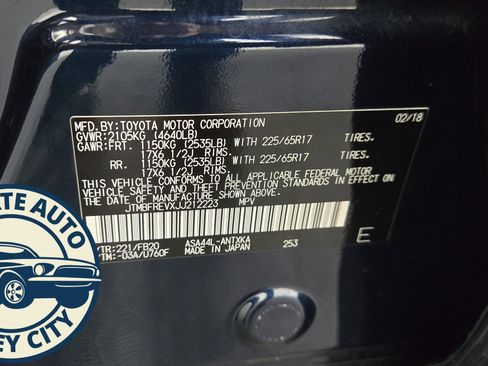 MFD.BY:TOYOTA MOTOR CORPORATION 02/18
GVWR:2105KG (4640LB)
GAWR:FRT. 1150KG (2535LB) WITH 225/65R17 TIRES.
17X6 1/2J RIMS.
RR. 1150KG (2535LB) WITH 225/65R17 TIRES.
17X6 1/2J RIMS.
THIS VEHICLE CONFORMS TO ALL APPLICABLE FEDERAL MOTOR
VEHICLE SAFETY AND BUMPER STANDARDS IN EFFECT ON
THE DATE OF MANUFACTURE SHOWN ABOVE.
JTMBFREVXJJ212223 MPV
/TR:221/FB20 ASA44L-ANTXKA
/TM:-03A/U760F MADE IN JAPAN 253 E
ATE AUTO
EY CITY